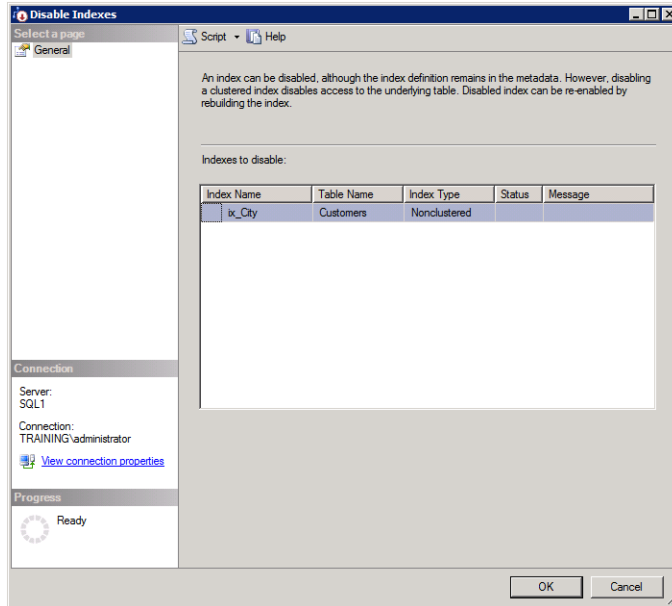 Disable Indexes
Select a page
General
Script
Help
An index can be disabled, although the index definition remains in the metadata. However, disabling
a clustered index disables access to the underlying table. Disabled index can be re-enabled by
rebuilding the index.
Indexes to disable:
Index Name Table Name Index Type Status Message
ix_City Customers Nonclustered
Connection
Server:
SQL1
Connection:
TRAINING\administrator
View connection properties
Progress
Ready
OK Cancel